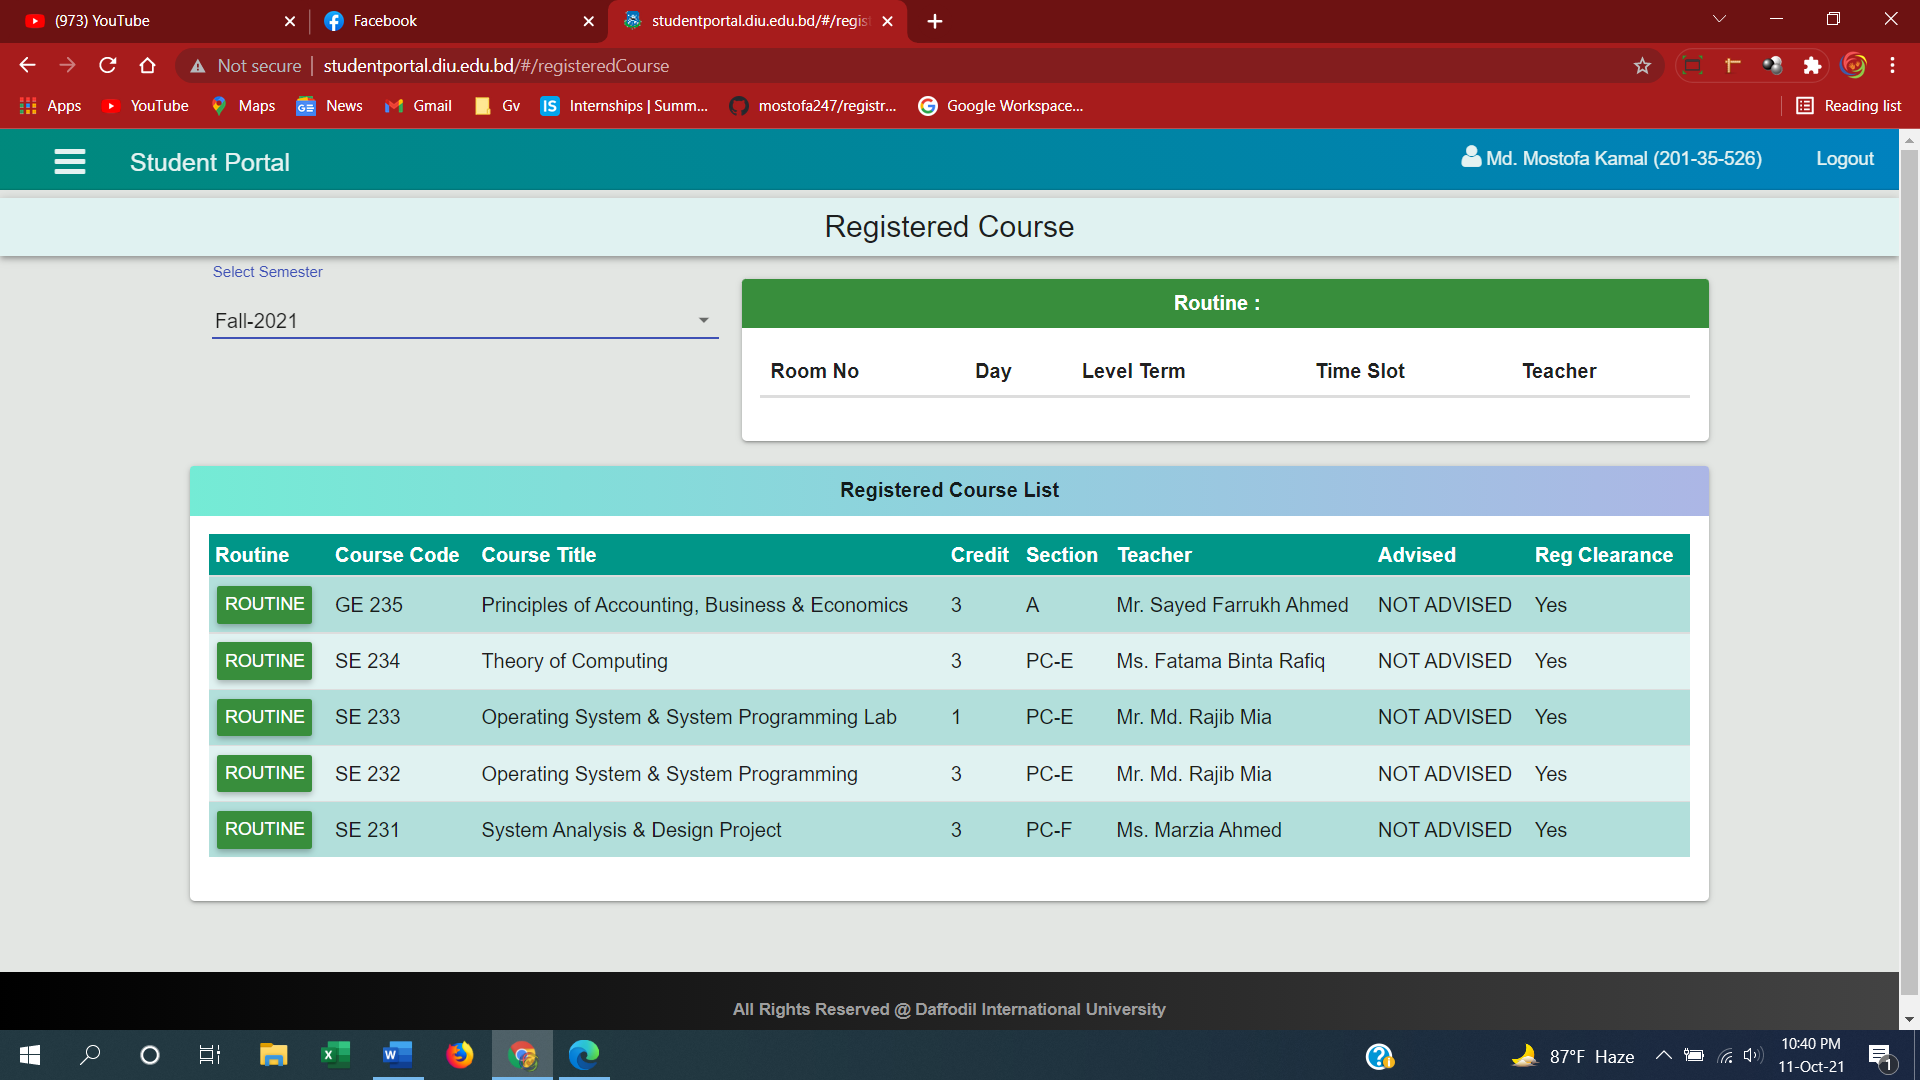 (973) YouTube
Facebook
studentportal.diu.edu.bd/#/regis
Not secure | studentportal.diu.edu.bd/#/registeredCourse
Apps YouTube Maps News Gmail Gv Internships | Summ... mostofa247/registr... Google Workspace... Reading list
Student Portal Md. Mostofa Kamal (201-35-526) Logout
Registered Course
Select Semester
Fall-2021
Routine :
Room No Day Level Term Time Slot Teacher
Registered Course List
Routine Course Code Course Title Credit Section Teacher Advised Reg Clearance
ROUTINE GE 235 Principles of Accounting, Business & Economics 3 A Mr. Sayed Farrukh Ahmed NOT ADVISED Yes
ROUTINE SE 234 Theory of Computing 3 PC-E Ms. Fatama Binta Rafiq NOT ADVISED Yes
ROUTINE SE 233 Operating System & System Programming Lab 1 PC-E Mr. Md. Rajib Mia NOT ADVISED Yes
ROUTINE SE 232 Operating System & System Programming 3 PC-E Mr. Md. Rajib Mia NOT ADVISED Yes
ROUTINE SE 231 System Analysis & Design Project 3 PC-F Ms. Marzia Ahmed NOT ADVISED Yes
All Rights Reserved @ Daffodil International University
87°F Haze
10:40 PM
11-Oct-21
1